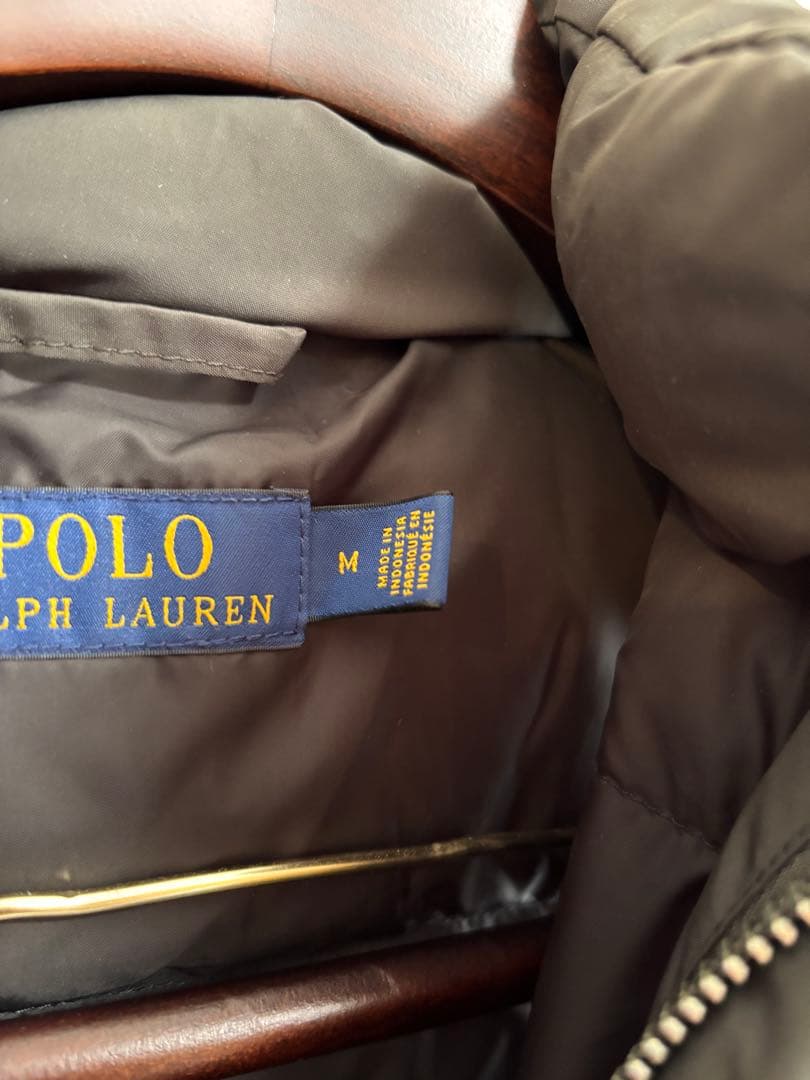 POLO
LPH LAUREN
M
MADE IN
INDONESIA
FABRIQUÉ EN
INDONÉSIE